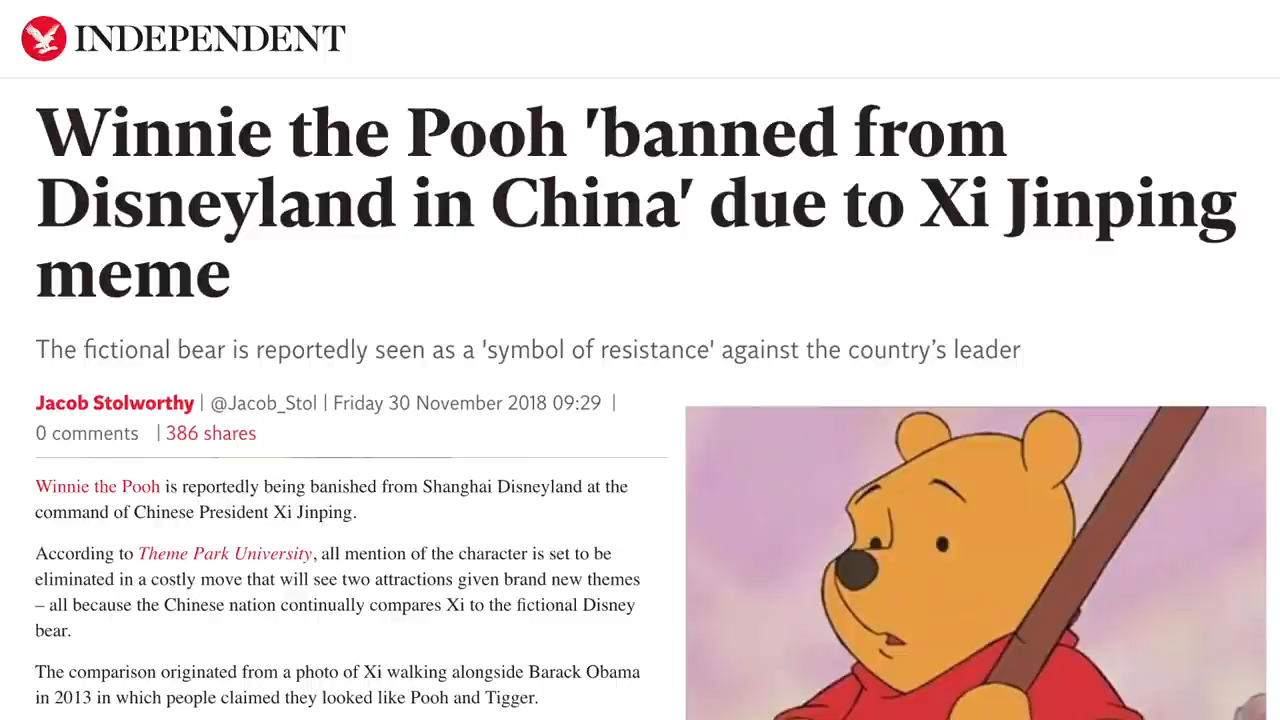 INDEPENDENT
Winnie the Pooh 'banned from
Disneyland in China' due to Xi Jinping
meme
The fictional bear is reportedly seen as a 'symbol of resistance' against the country’s leader
Jacob Stolworthy | @Jacob_Stol | Friday 30 November 2018 09:29 |
0 comments | 386 shares
Winnie the Pooh is reportedly being banished from Shanghai Disneyland at the
command of Chinese President Xi Jinping.
According to Theme Park University, all mention of the character is set to be
eliminated in a costly move that will see two attractions given brand new themes
– all because the Chinese nation continually compares Xi to the fictional Disney
bear.
The comparison originated from a photo of Xi walking alongside Barack Obama
in 2013 in which people claimed they looked like Pooh and Tigger.